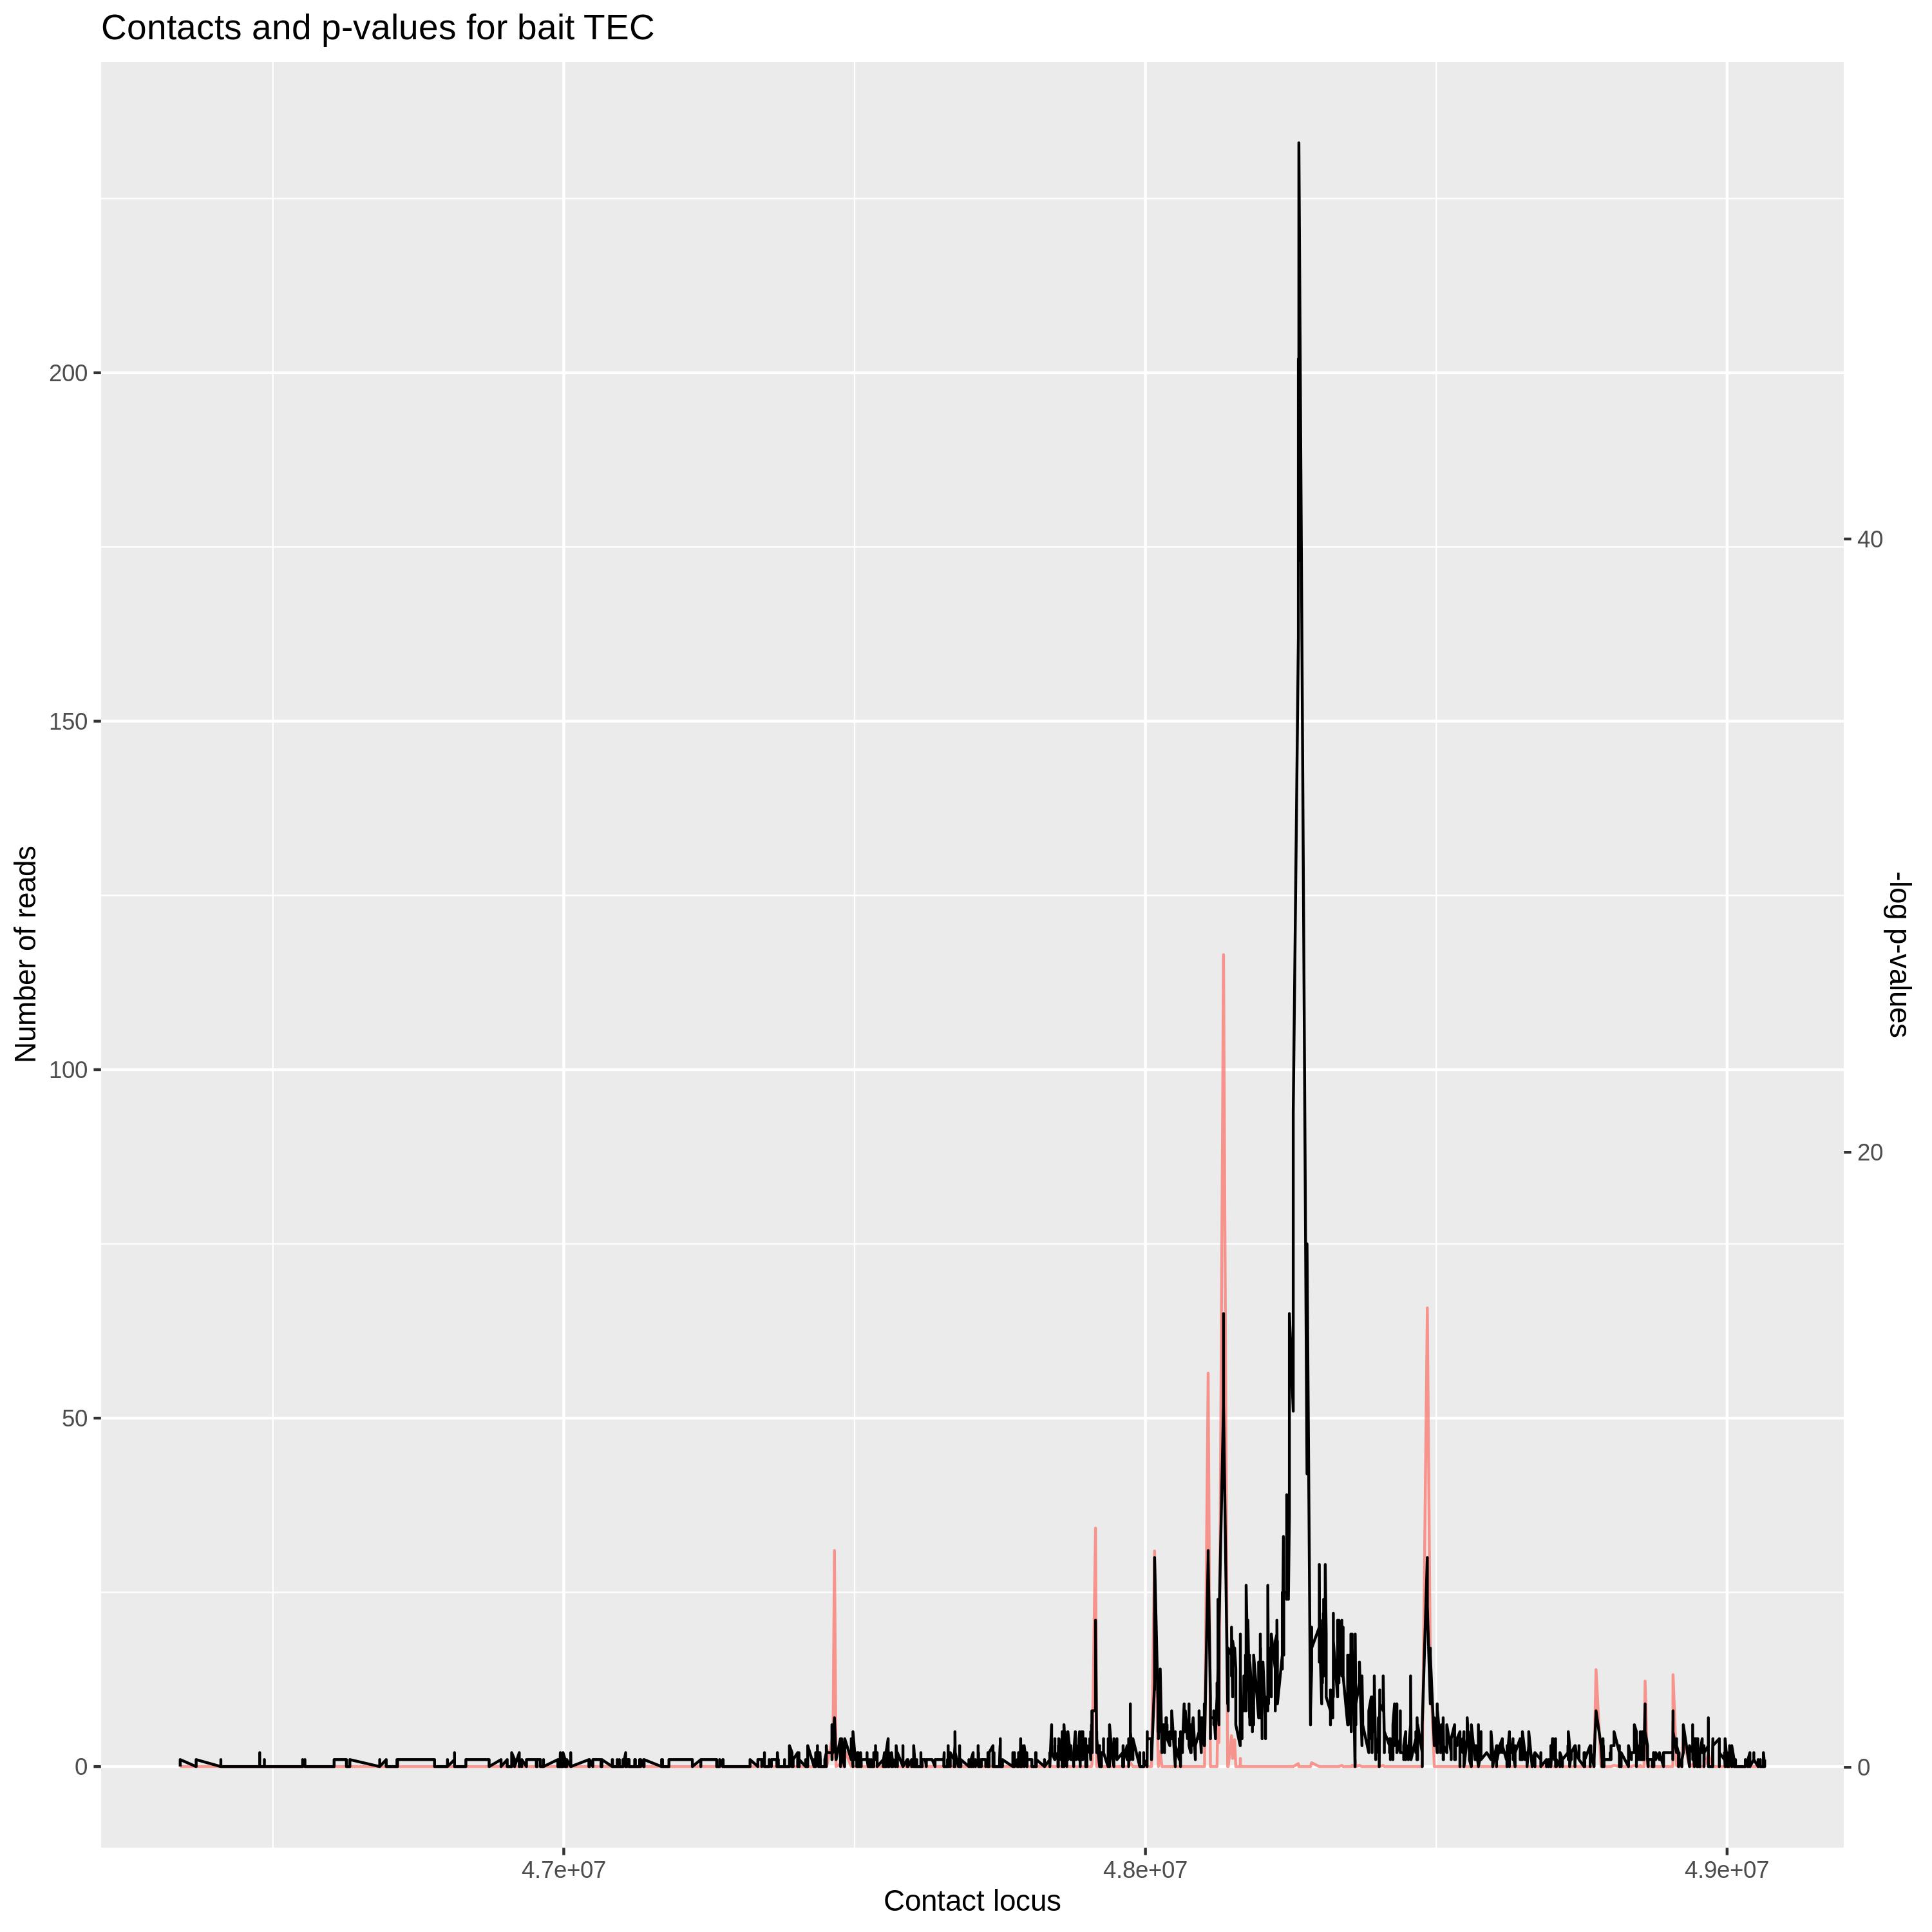 Contacts and p-values for bait TEC
200
150
100
50
0
Number of reads
40
20
0
-log p-values
4.7e+07
4.8e+07
4.9e+07
Contact locus